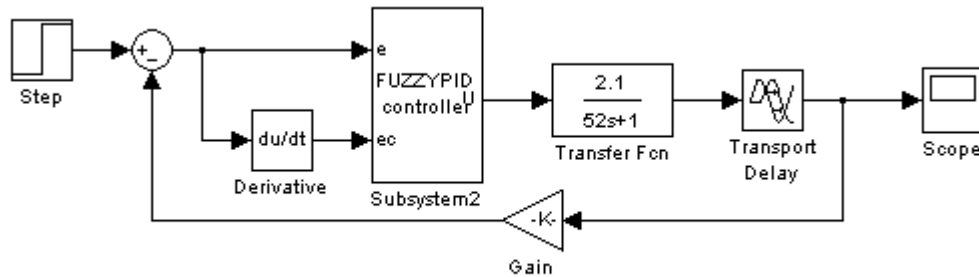 Step
+
−
e
FUZZYPID
controller
U
ec
Subsystem2
du/dt
Derivative
2.1
52s+1
Transfer Fcn
Transport
Delay
Scope
-K-
Gain